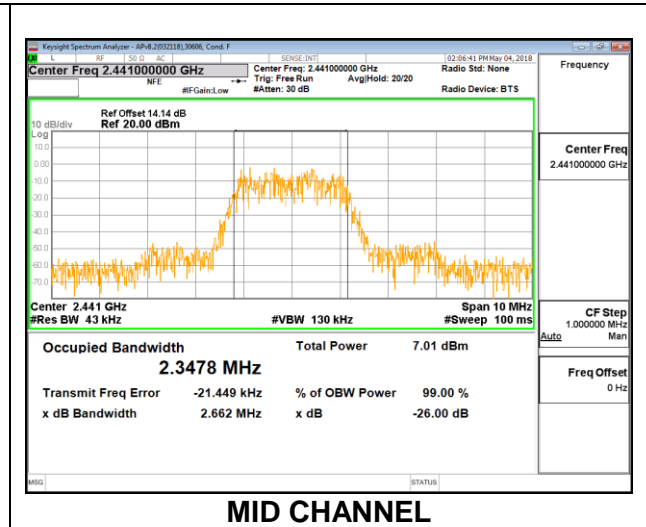 Keysight Spectrum Analyzer - APv8.2(032118),30606, Cond. F
L RF 50 Ω AC SENSE:INT 02:06:41 PM May 04, 2018
Center Freq 2.441000000 GHz Center Freq: 2.441000000 GHz Radio Std: None Frequency
NFE Trig: Free Run Avg|Hold: 20/20
#IFGain:Low #Atten: 30 dB Radio Device: BTS
Ref Offset 14.14 dB
10 dB/div Ref 20.00 dBm
Log
10.0
0.00
-10.0
-20.0
-30.0
-40.0
-50.0
-60.0
-70.0
Center Freq
2.441000000 GHz
Center 2.441 GHz Span 10 MHz
#Res BW 43 kHz #VBW 130 kHz #Sweep 100 ms
CF Step
1.000000 MHz
Auto Man
Occupied Bandwidth Total Power 7.01 dBm
2.3478 MHz
Transmit Freq Error -21.449 kHz % of OBW Power 99.00 %
x dB Bandwidth 2.662 MHz x dB -26.00 dB
Freq Offset
0 Hz
MSG STATUS
MID CHANNEL